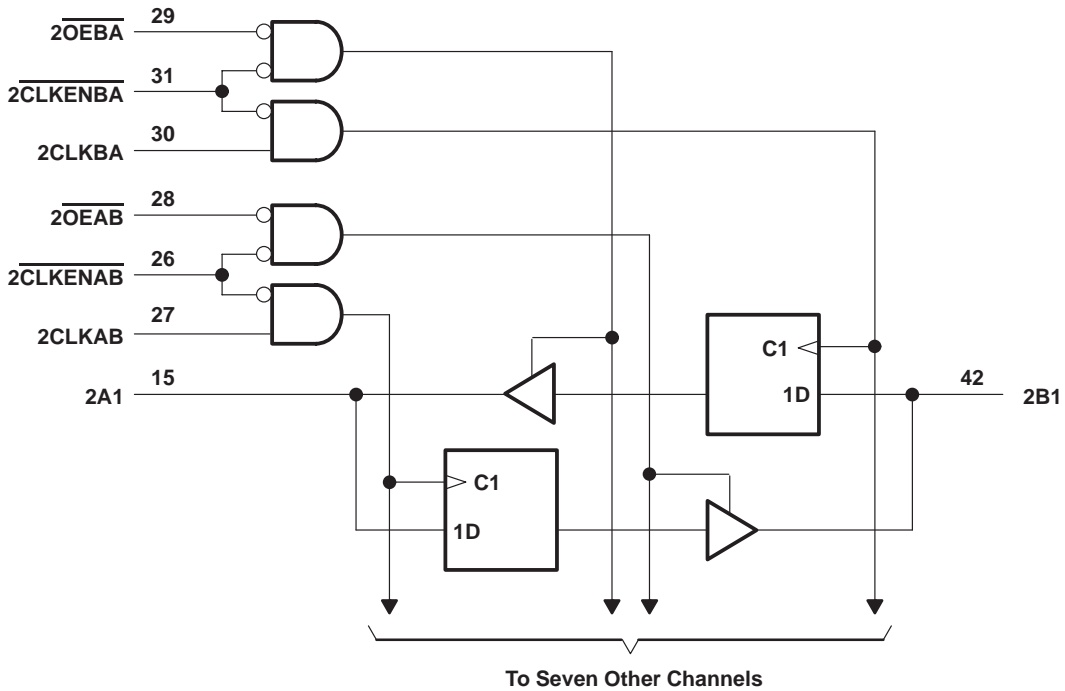 29
2OEBA
31
2CLKENBA
30
2CLKBA
28
2OEAB
26
2CLKENAB
27
2CLKAB
C1
15
2A1
1D
42
2B1
C1
1D
To Seven Other Channels